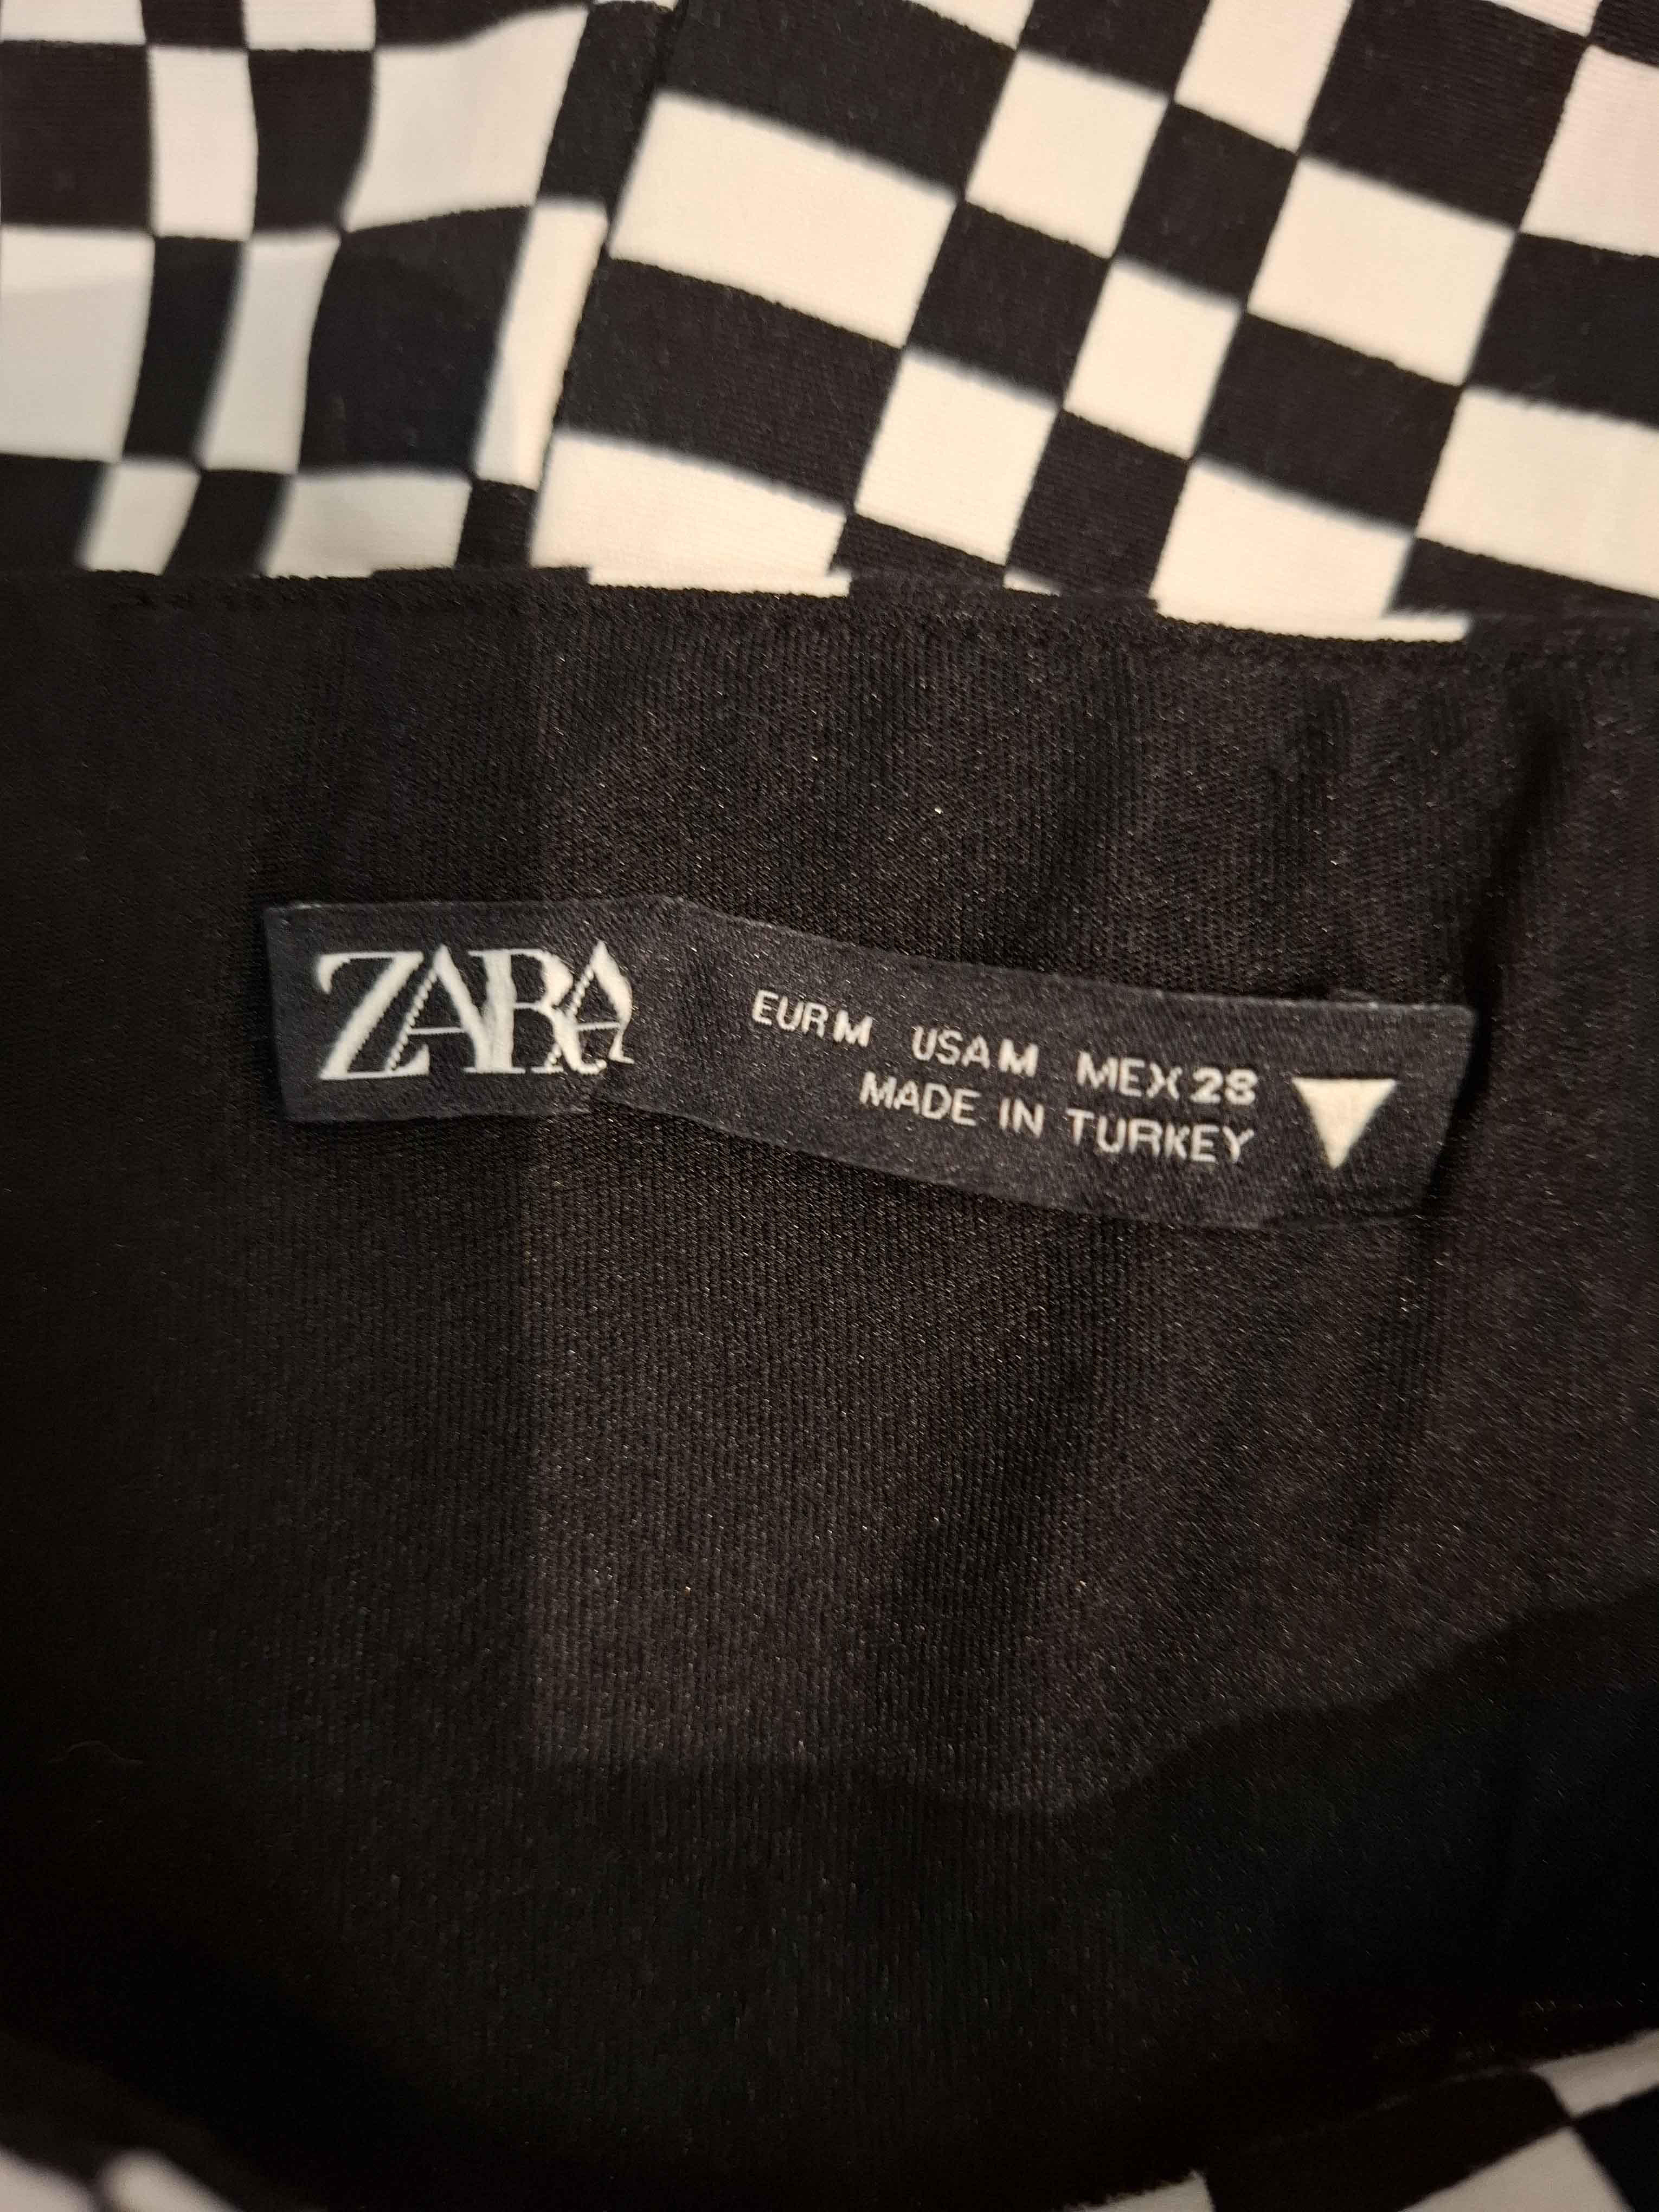 ZARA
EUR M USA M MEX 28
MADE IN TURKEY